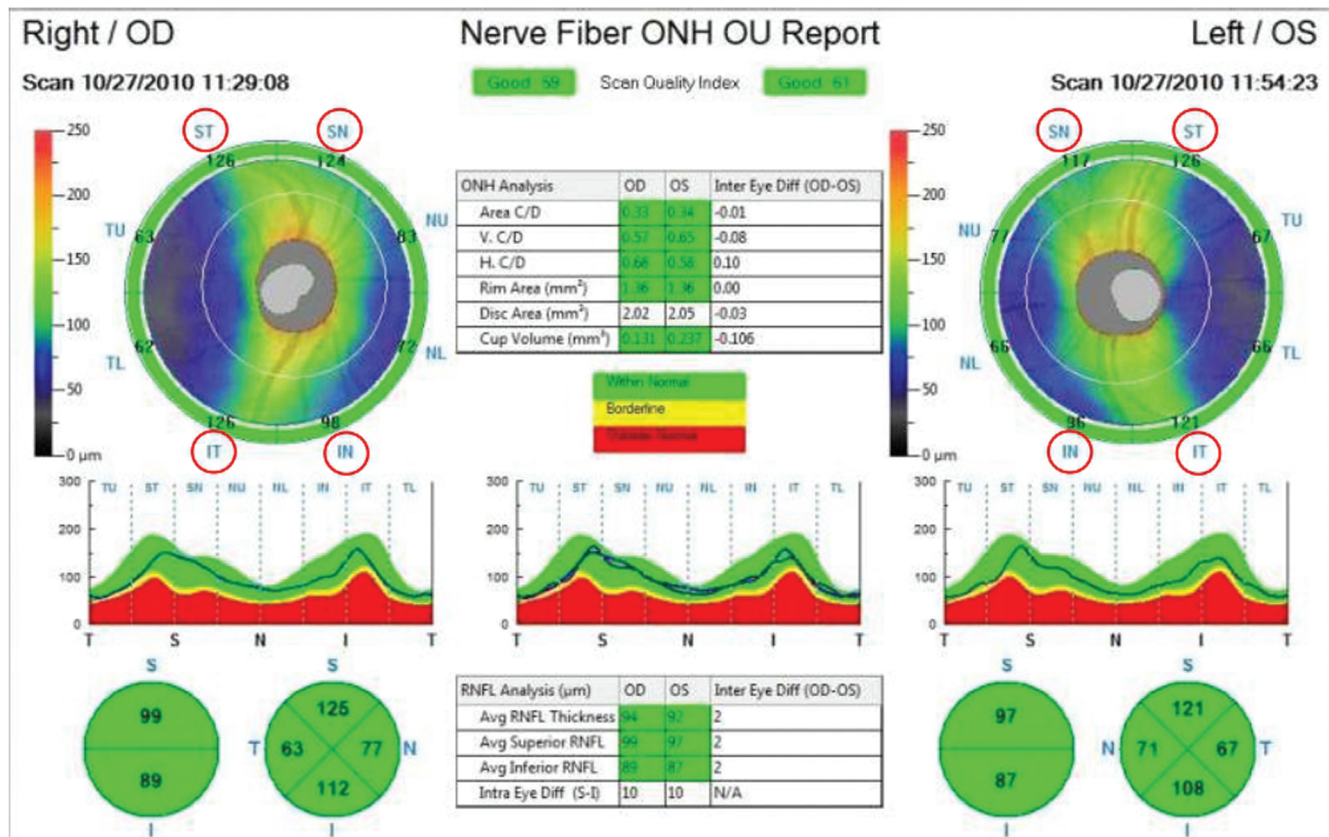 Right / OD
Nerve Fiber ONH OU Report
Left / OS
Scan 10/27/2010 11:29:08
Good 59 Scan Quality Index Good 61
Scan 10/27/2010 11:54:23
250 ST SN
200
150
100
50
0 µm
126 124
TU 63 83 NU
TL 62 72 NL
126 98
IT IN
ONH Analysis OD OS Inter Eye Diff (OD-OS)
Area C/D 0.33 0.34 -0.01
V. C/D 0.57 0.65 -0.08
H. C/D 0.66 0.56 0.10
Rim Area (mm²) 1.36 1.36 0.00
Disc Area (mm²) 2.02 2.05 -0.03
Cup Volume (mm³) 0.131 0.237 -0.106
Within Normal
Borderline
Outside Normal
250 SN ST
200
150
100
50
0 µm
117 126
NU 77 67 TU
NL 66 66 TL
96 121
IN IT
300
200
100
0
TU ST SN NU NL IN IT TL
T S N I T
300
200
100
0
TU ST SN NU NL IN IT TL
T S N I T
300
200
100
0
TU ST SN NU NL IN IT TL
T S N I T
S
99
89
I
S
125
T 63 77 N
112
I
RNFL Analysis (µm) OD OS Inter Eye Diff (OD-OS)
Avg RNFL Thickness 94 92 2
Avg Superior RNFL 99 97 2
Avg Inferior RNFL 89 87 2
Intra Eye Diff (S-I) 10 10 N/A
S
97
87
I
S
121
N 71 67 T
108
I